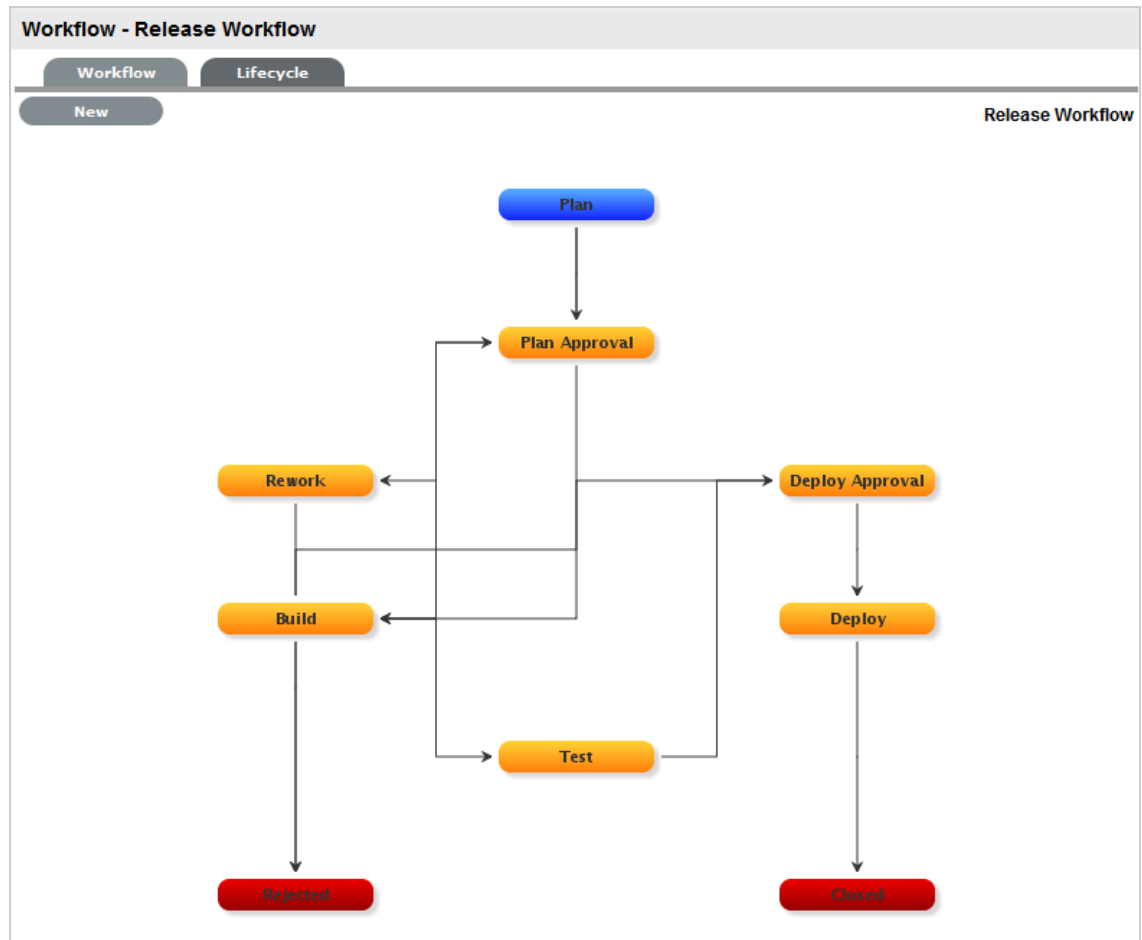 Workflow - Release Workflow
Workflow
Lifecycle
New
Release Workflow
Plan
Plan Approval
Rework
Deploy Approval
Build
Deploy
Test
Rejected
Closed